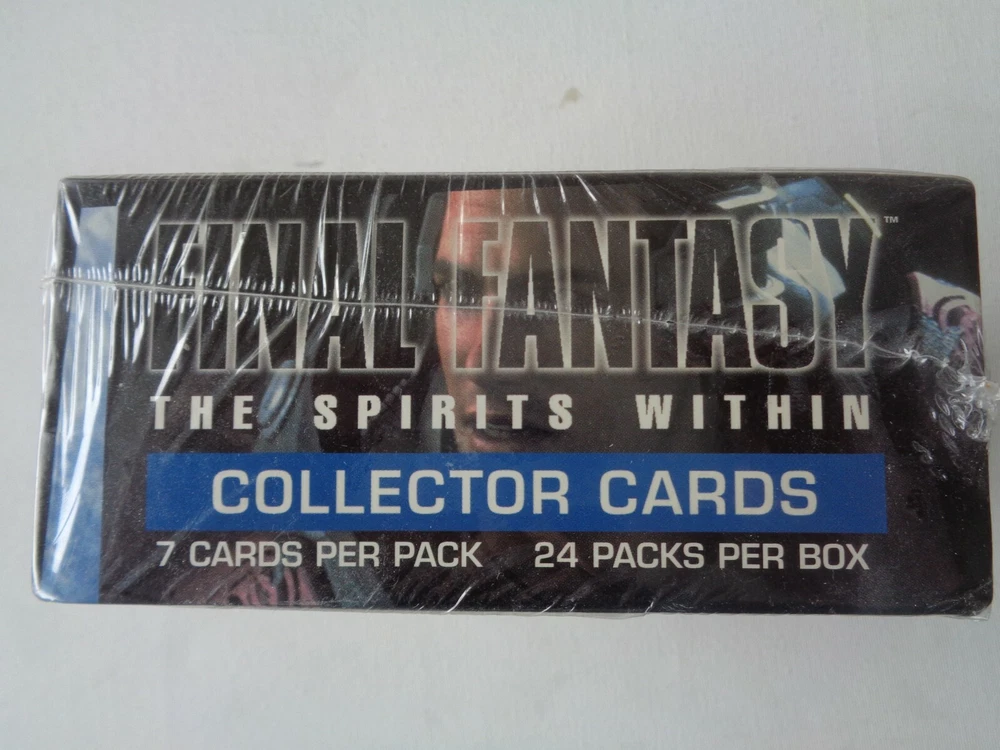 FINAL FANTASY™
THE SPIRITS WITHIN
COLLECTOR CARDS
7 CARDS PER PACK 24 PACKS PER BOX